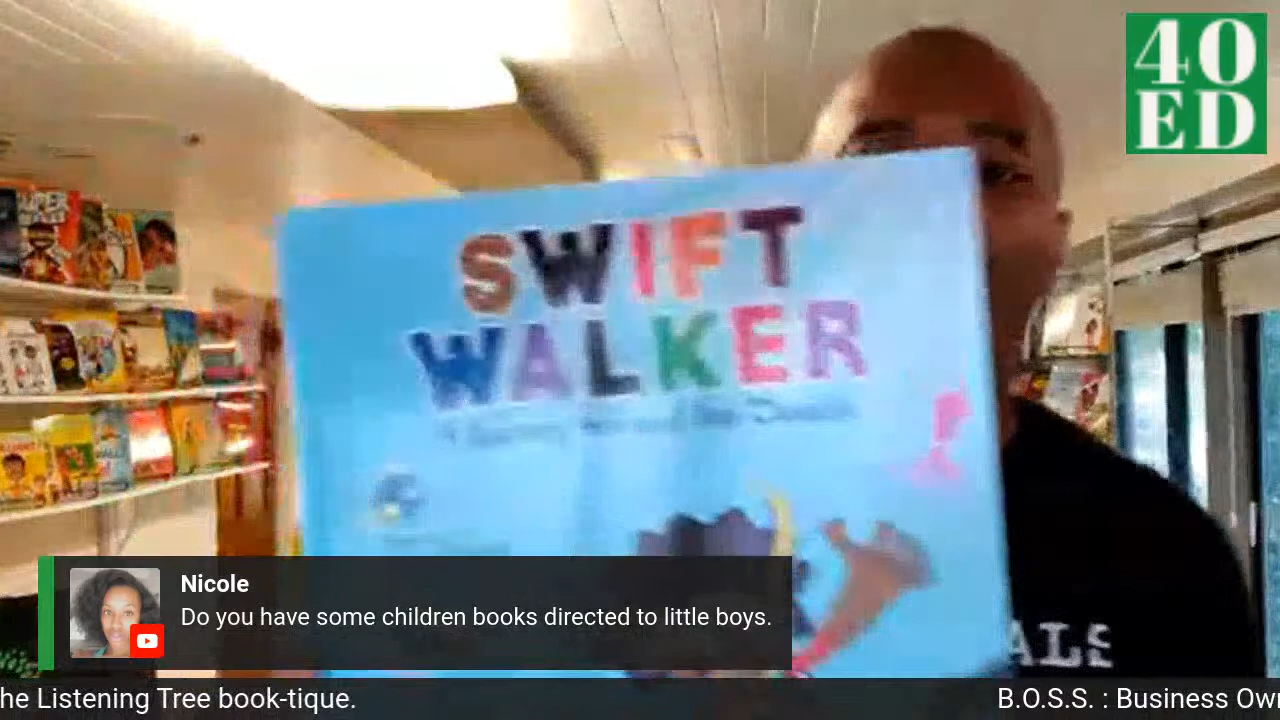 40
ED
SUPER
SWIFT
WALKER
ALS
Nicole
Do you have some children books directed to little boys.
he Listening Tree book-tique.
B.O.S.S. : Business Own